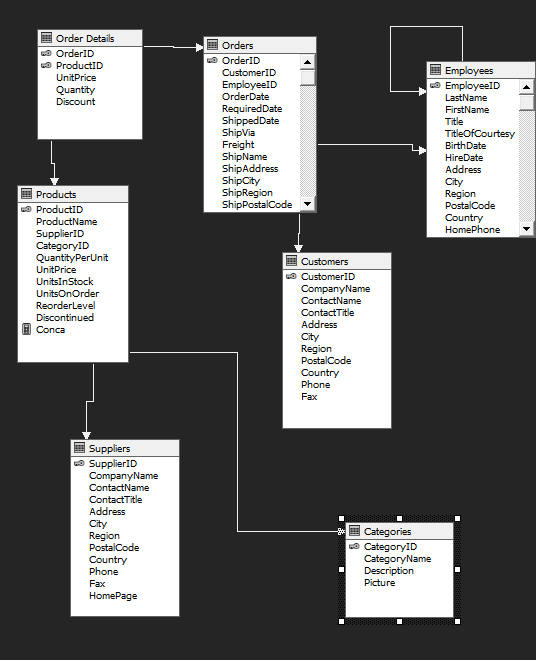 Order Details
OrderID
ProductID
UnitPrice
Quantity
Discount
Orders
OrderID
CustomerID
EmployeeID
OrderDate
RequiredDate
ShippedDate
ShipVia
Freight
ShipName
ShipAddress
ShipCity
ShipRegion
ShipPostalCode
Employees
EmployeeID
LastName
FirstName
Title
TitleOfCourtesy
BirthDate
HireDate
Address
City
Region
PostalCode
Country
HomePhone
Products
ProductID
ProductName
SupplierID
CategoryID
QuantityPerUnit
UnitPrice
UnitsInStock
UnitsOnOrder
ReorderLevel
Discontinued
Conca
Customers
CustomerID
CompanyName
ContactName
ContactTitle
Address
City
Region
PostalCode
Country
Phone
Fax
Suppliers
SupplierID
CompanyName
ContactName
ContactTitle
Address
City
Region
PostalCode
Country
Phone
Fax
HomePage
Categories
CategoryID
CategoryName
Description
Picture